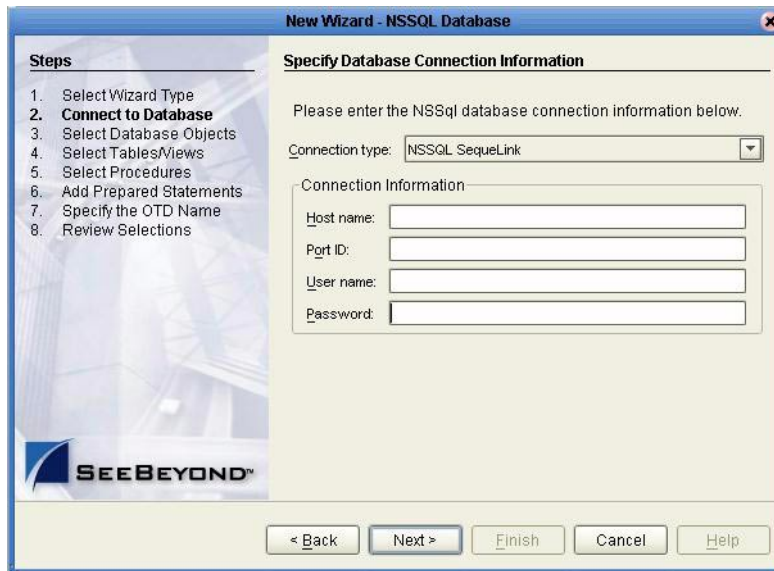 New Wizard - NSSQL Database
Steps
1. Select Wizard Type
2. Connect to Database
3. Select Database Objects
4. Select Tables/Views
5. Select Procedures
6. Add Prepared Statements
7. Specify the OTD Name
8. Review Selections
SEEBEYOND™
Specify Database Connection Information
Please enter the NSSql database connection information below.
Connection type: NSSQL SequeLink
Connection Information
Host name:
Port ID:
User name:
Password:
< Back Next > Finish Cancel Help